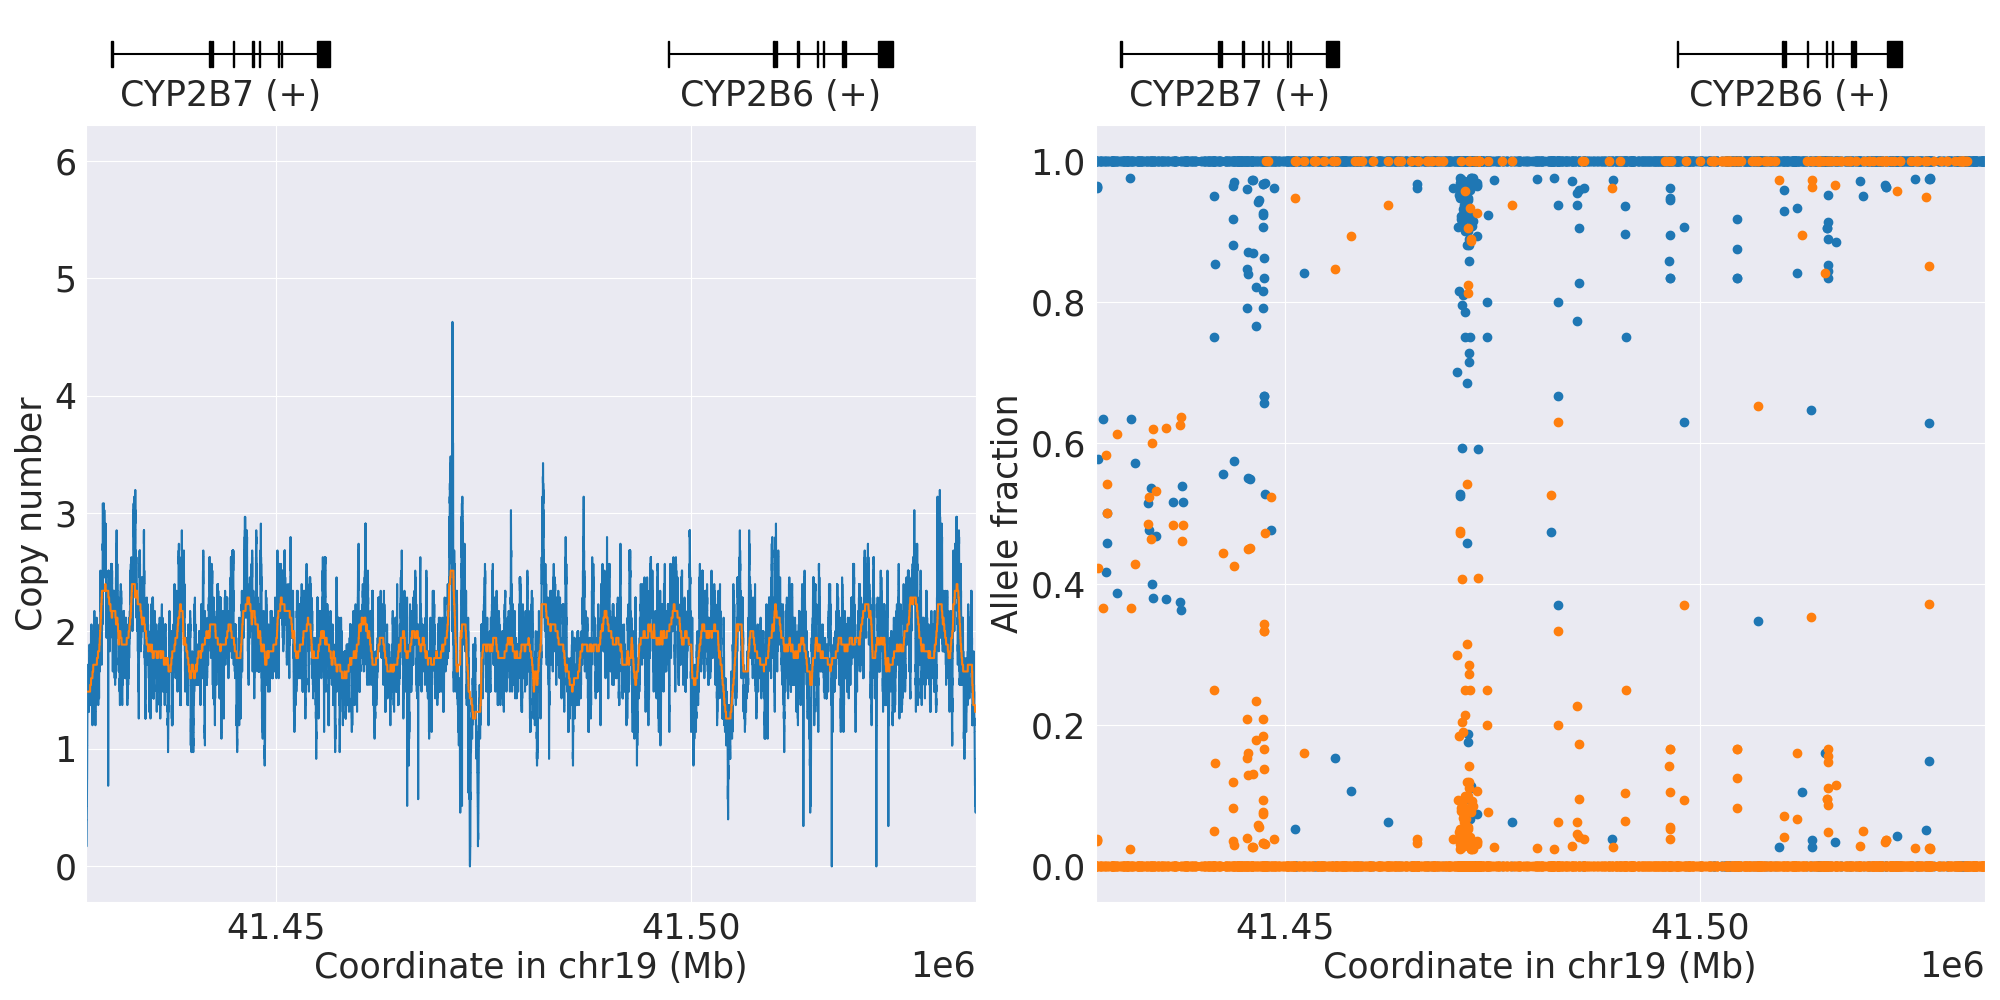 CYP2B7 (+)
CYP2B6 (+)
6
5
4
3
2
1
0
Copy number
41.45
41.50
Coordinate in chr19 (Mb)
1e6
CYP2B7 (+)
CYP2B6 (+)
1.0
0.8
0.6
0.4
0.2
0.0
Allele fraction
41.45
41.50
Coordinate in chr19 (Mb)
1e6